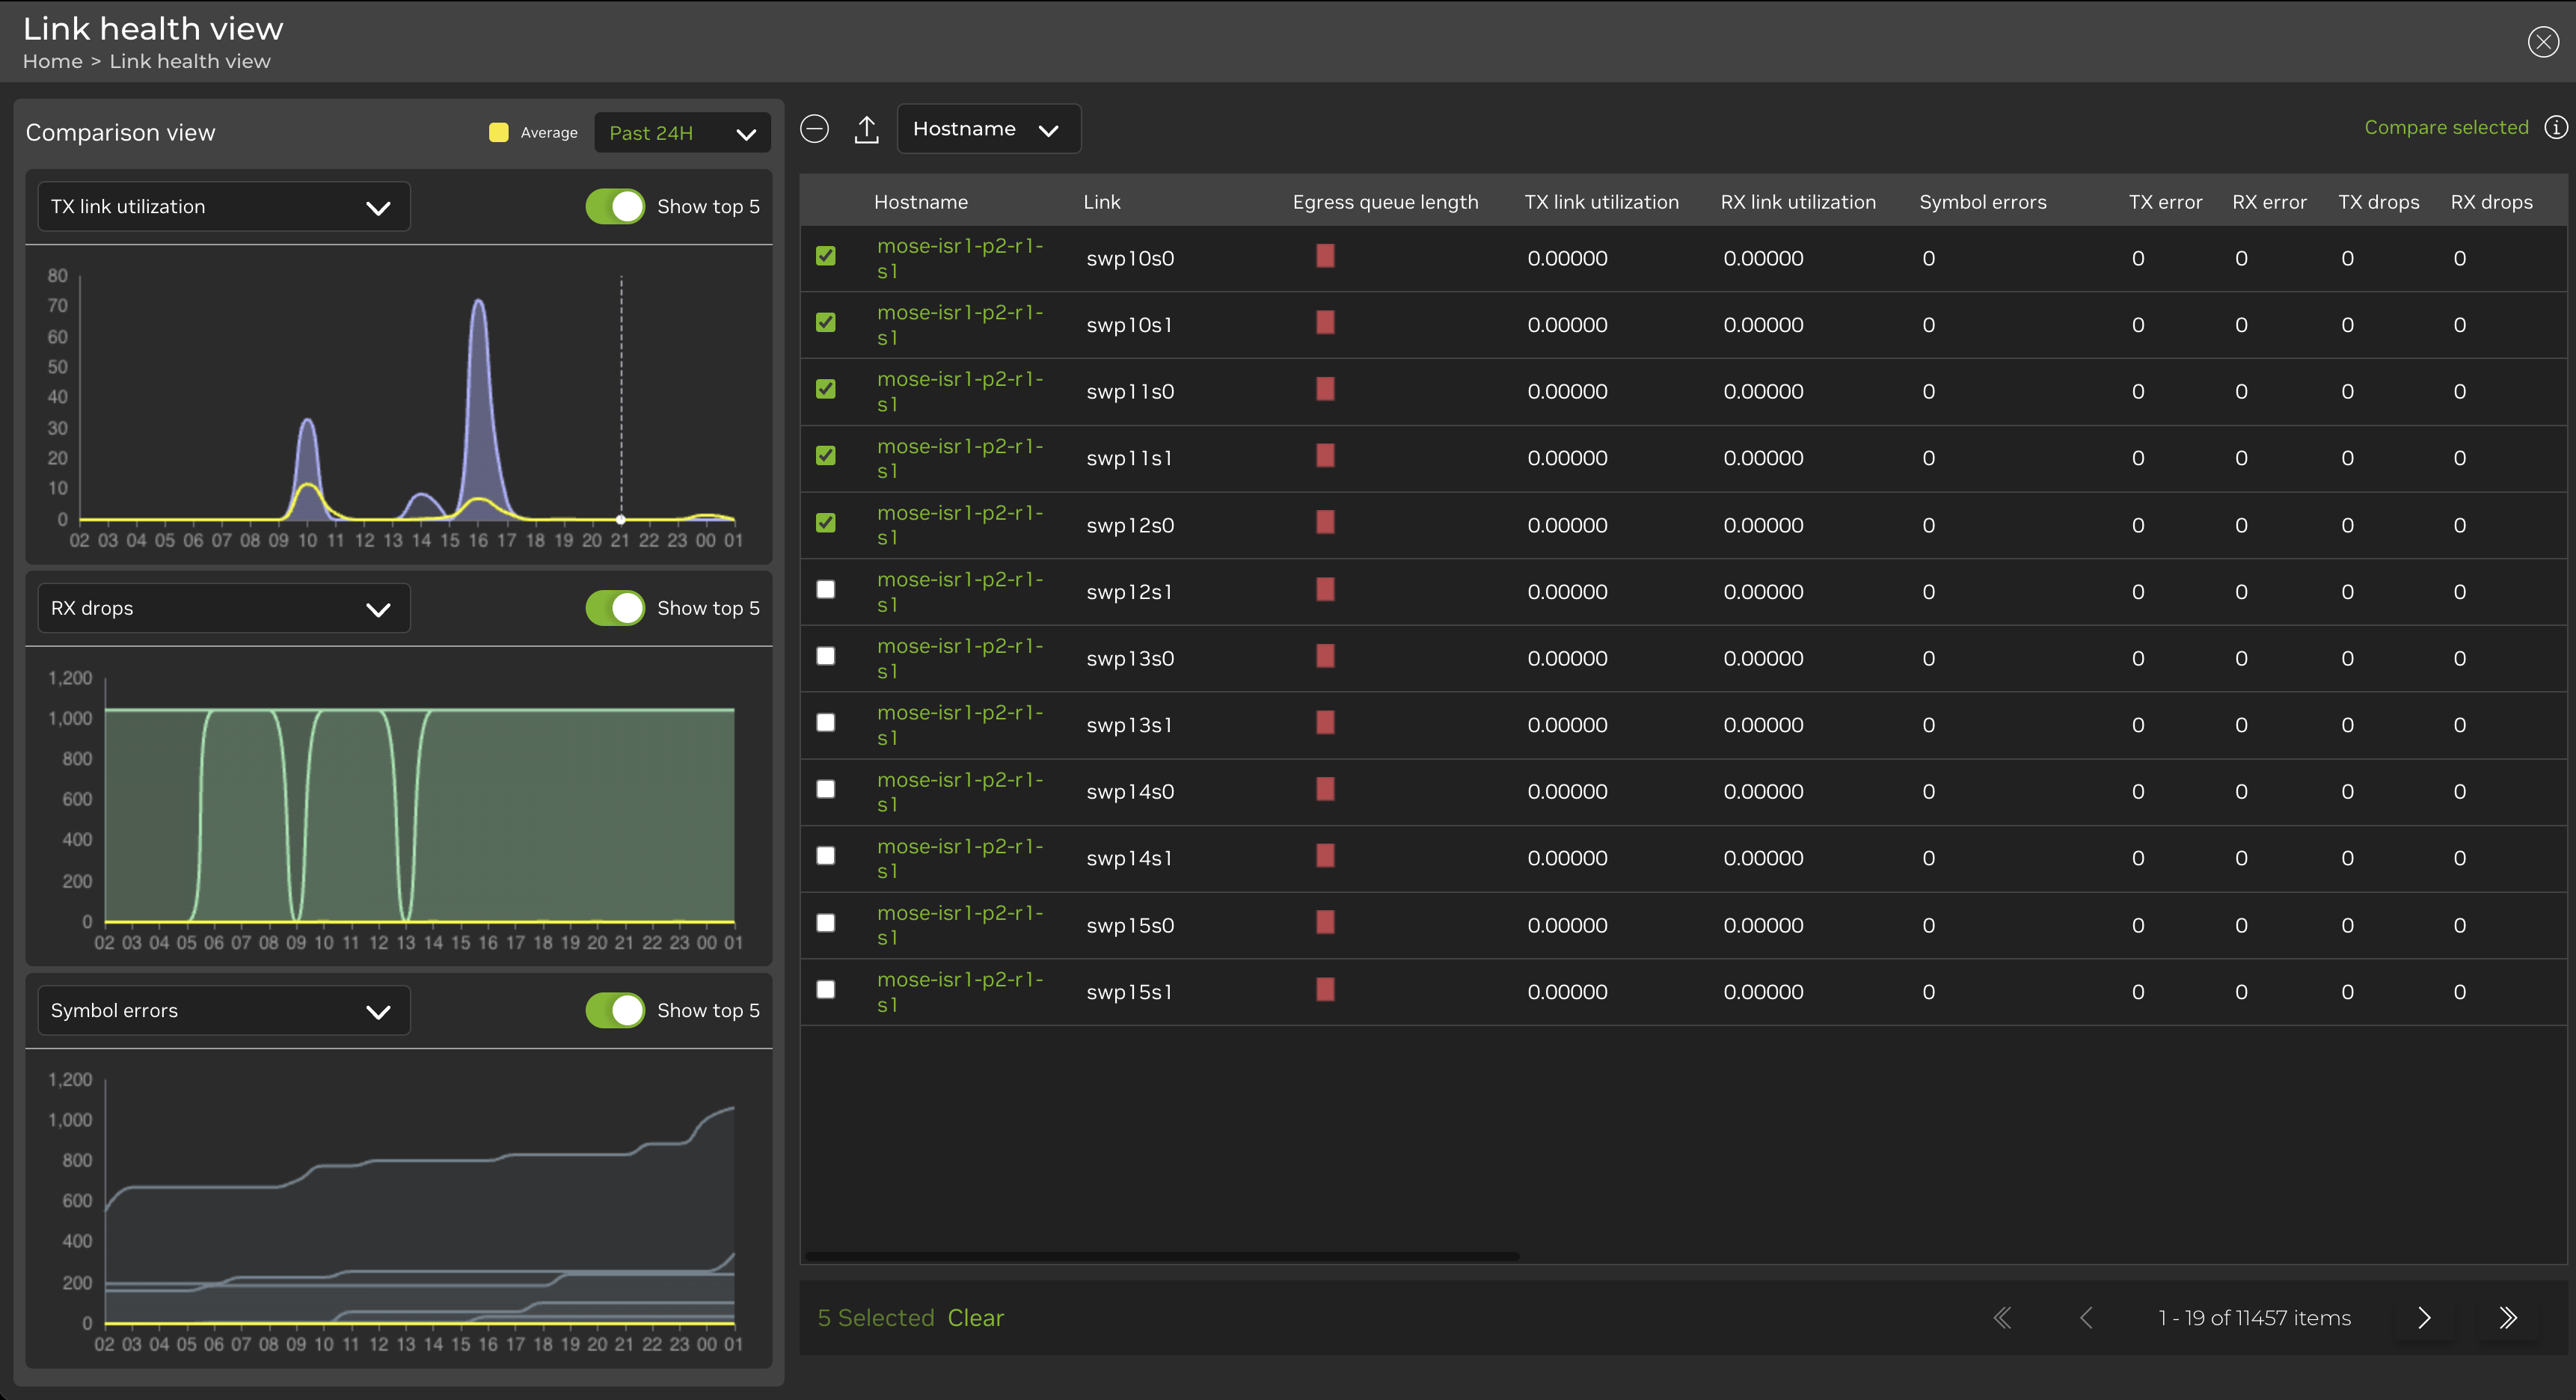 Link health view
Home > Link health view
Comparison view
Average
Past 24H
TX link utilization
Show top 5
80
70
60
50
40
30
20
10
0
02 03 04 05 06 07 08 09 10 11 12 13 14 15 16 17 18 19 20 21 22 23 00 01
RX drops
Show top 5
1,200
1,000
800
600
400
200
0
02 03 04 05 06 07 08 09 10 11 12 13 14 15 16 17 18 19 20 21 22 23 00 01
Symbol errors
Show top 5
1,200
1,000
800
600
400
200
0
02 03 04 05 06 07 08 09 10 11 12 13 14 15 16 17 18 19 20 21 22 23 00 01
Hostname
Compare selected
Hostname Link Egress queue length TX link utilization RX link utilization Symbol errors TX error RX error TX drops RX drops
mose-isr1-p2-r1-
s1 swp10s0 0.00000 0.00000 0 0 0 0 0
mose-isr1-p2-r1-
s1 swp10s1 0.00000 0.00000 0 0 0 0 0
mose-isr1-p2-r1-
s1 swp11s0 0.00000 0.00000 0 0 0 0 0
mose-isr1-p2-r1-
s1 swp11s1 0.00000 0.00000 0 0 0 0 0
mose-isr1-p2-r1-
s1 swp12s0 0.00000 0.00000 0 0 0 0 0
mose-isr1-p2-r1-
s1 swp12s1 0.00000 0.00000 0 0 0 0 0
mose-isr1-p2-r1-
s1 swp13s0 0.00000 0.00000 0 0 0 0 0
mose-isr1-p2-r1-
s1 swp13s1 0.00000 0.00000 0 0 0 0 0
mose-isr1-p2-r1-
s1 swp14s0 0.00000 0.00000 0 0 0 0 0
mose-isr1-p2-r1-
s1 swp14s1 0.00000 0.00000 0 0 0 0 0
mose-isr1-p2-r1-
s1 swp15s0 0.00000 0.00000 0 0 0 0 0
mose-isr1-p2-r1-
s1 swp15s1 0.00000 0.00000 0 0 0 0 0
5 Selected Clear
1 - 19 of 11457 items